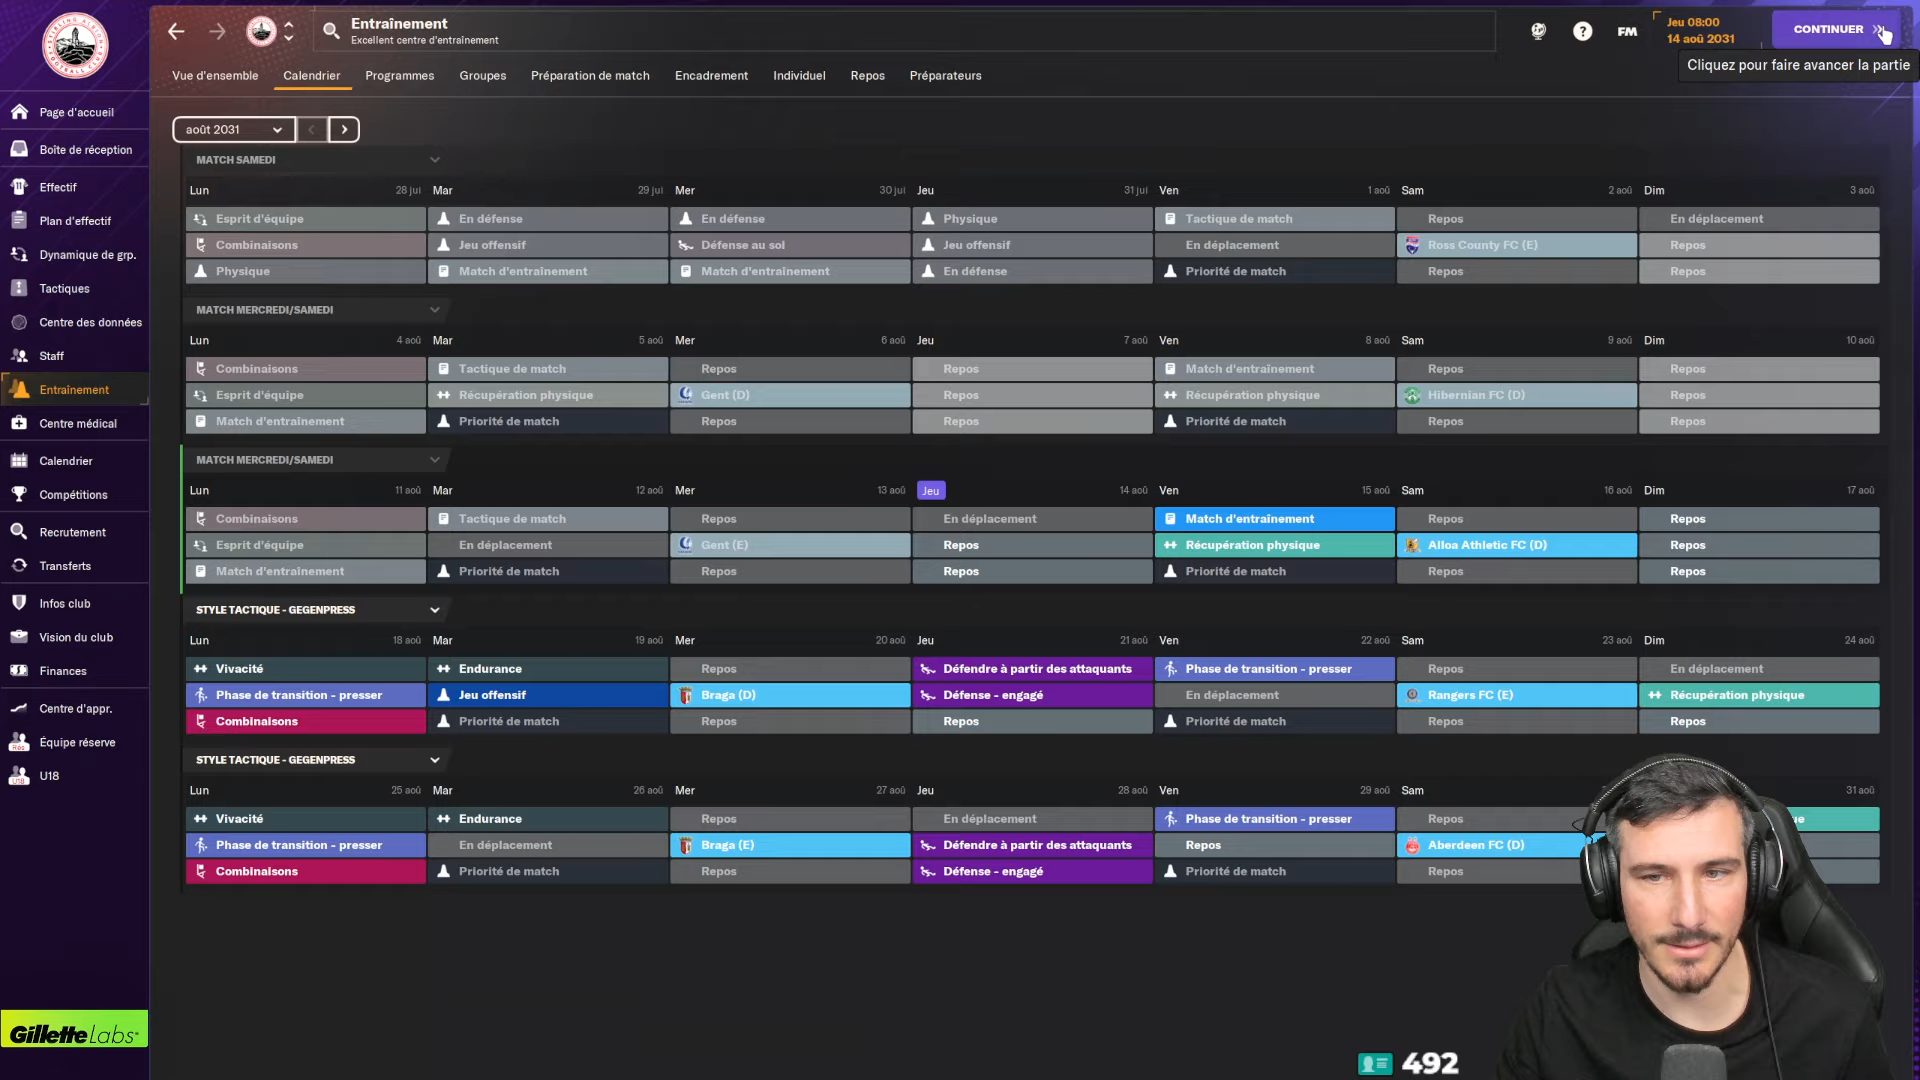 Entraînement
Excellent centre d'entraînement
FM
Jeu 08:00
14 août 2031
CONTINUER
Cliquez pour faire avancer la partie
Vue d'ensemble Calendrier Programmes Groupes Préparation de match Encadrement Individuel Repos Préparateurs
Page d'accueil
Boîte de réception
Effectif
Plan d'effectif
Dynamique de grp.
Tactiques
Centre des données
Staff
Entraînement
Centre médical
Calendrier
Compétitions
Recrutement
Transferts
Infos club
Vision du club
Finances
Centre d'appr.
Équipe réserve
U18
Gillette Labs
août 2031
MATCH SAMEDI
Lun 28 jui Mar 29 jui Mer 30 jui Jeu 31 jui Ven 1 aoû Sam 2 aoû Dim 3 aoû
Esprit d'équipe En défense En défense Physique Tactique de match Repos En déplacement
Combinaisons Jeu offensif Défense au sol Jeu offensif En déplacement Ross County FC (E) Repos
Physique Match d'entraînement Match d'entraînement En défense Priorité de match Repos Repos
MATCH MERCREDI/SAMEDI
Lun 4 aoû Mar 5 aoû Mer 6 aoû Jeu 7 aoû Ven 8 aoû Sam 9 aoû Dim 10 aoû
Combinaisons Tactique de match Repos Repos Match d'entraînement Repos Repos
Esprit d'équipe Récupération physique Gent (D) Repos Récupération physique Hibernian FC (D) Repos
Match d'entraînement Priorité de match Repos Repos Priorité de match Repos Repos
MATCH MERCREDI/SAMEDI
Lun 11 aoû Mar 12 aoû Mer 13 aoû Jeu 14 aoû Ven 15 aoû Sam 16 aoû Dim 17 aoû
Combinaisons Tactique de match Repos En déplacement Match d'entraînement Repos Repos
Esprit d'équipe En déplacement Gent (E) Repos Récupération physique Alloa Athletic FC (D) Repos
Match d'entraînement Priorité de match Repos Repos Priorité de match Repos Repos
STYLE TACTIQUE - GEGENPRESS
Lun 18 aoû Mar 19 aoû Mer 20 aoû Jeu 21 aoû Ven 22 aoû Sam 23 aoû Dim 24 aoû
Vivacité Endurance Repos Défendre à partir des attaquants Phase de transition - presser Repos En déplacement
Phase de transition - presser Jeu offensif Braga (D) Défense - engagé En déplacement Rangers FC (E) Récupération physique
Combinaisons Priorité de match Repos Repos Priorité de match Repos Repos
STYLE TACTIQUE - GEGENPRESS
Lun 25 aoû Mar 26 aoû Mer 27 aoû Jeu 28 aoû Ven 29 aoû Sam 31 aoû
Vivacité Endurance Repos En déplacement Phase de transition - presser Repos
Phase de transition - presser En déplacement Braga (E) Défendre à partir des attaquants Repos Aberdeen FC (D)
Combinaisons Priorité de match Repos Défense - engagé Priorité de match Repos
492